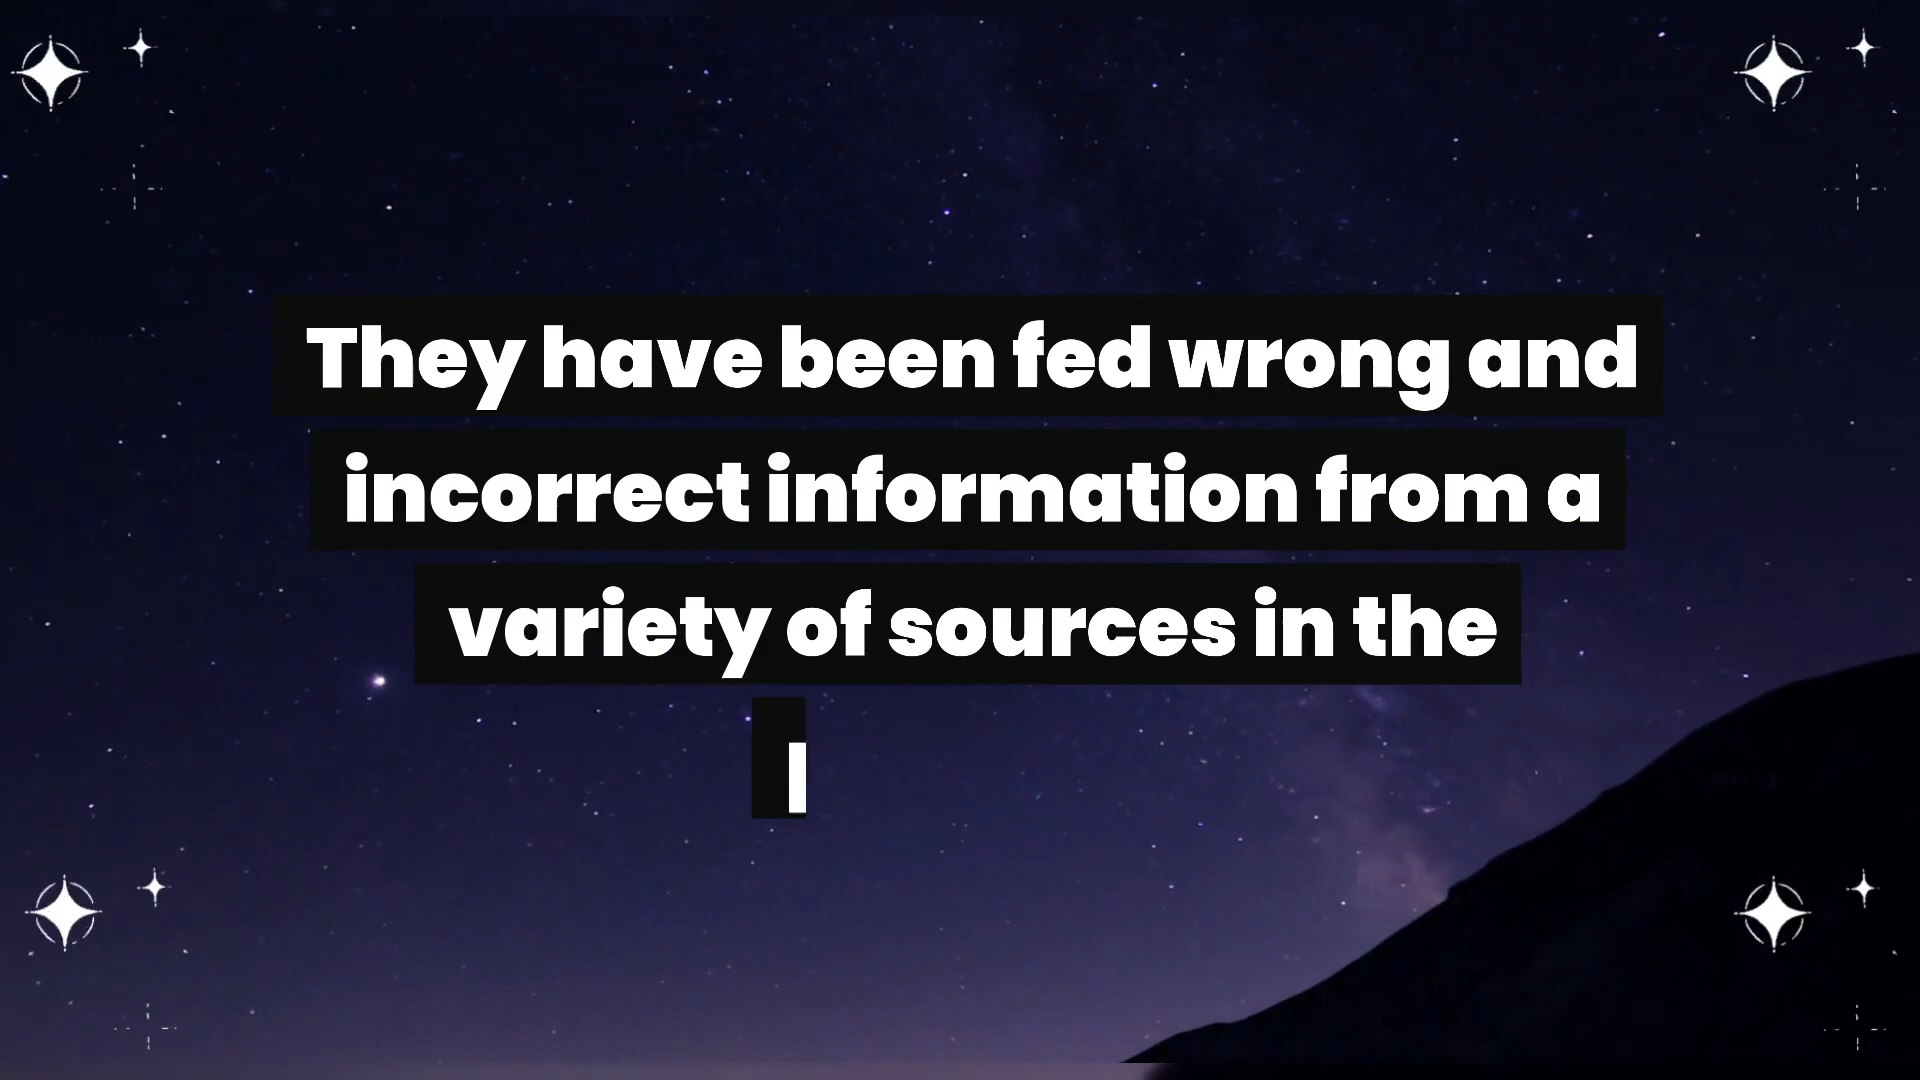 They have been fed wrong and
incorrect information from a
variety of sources in the